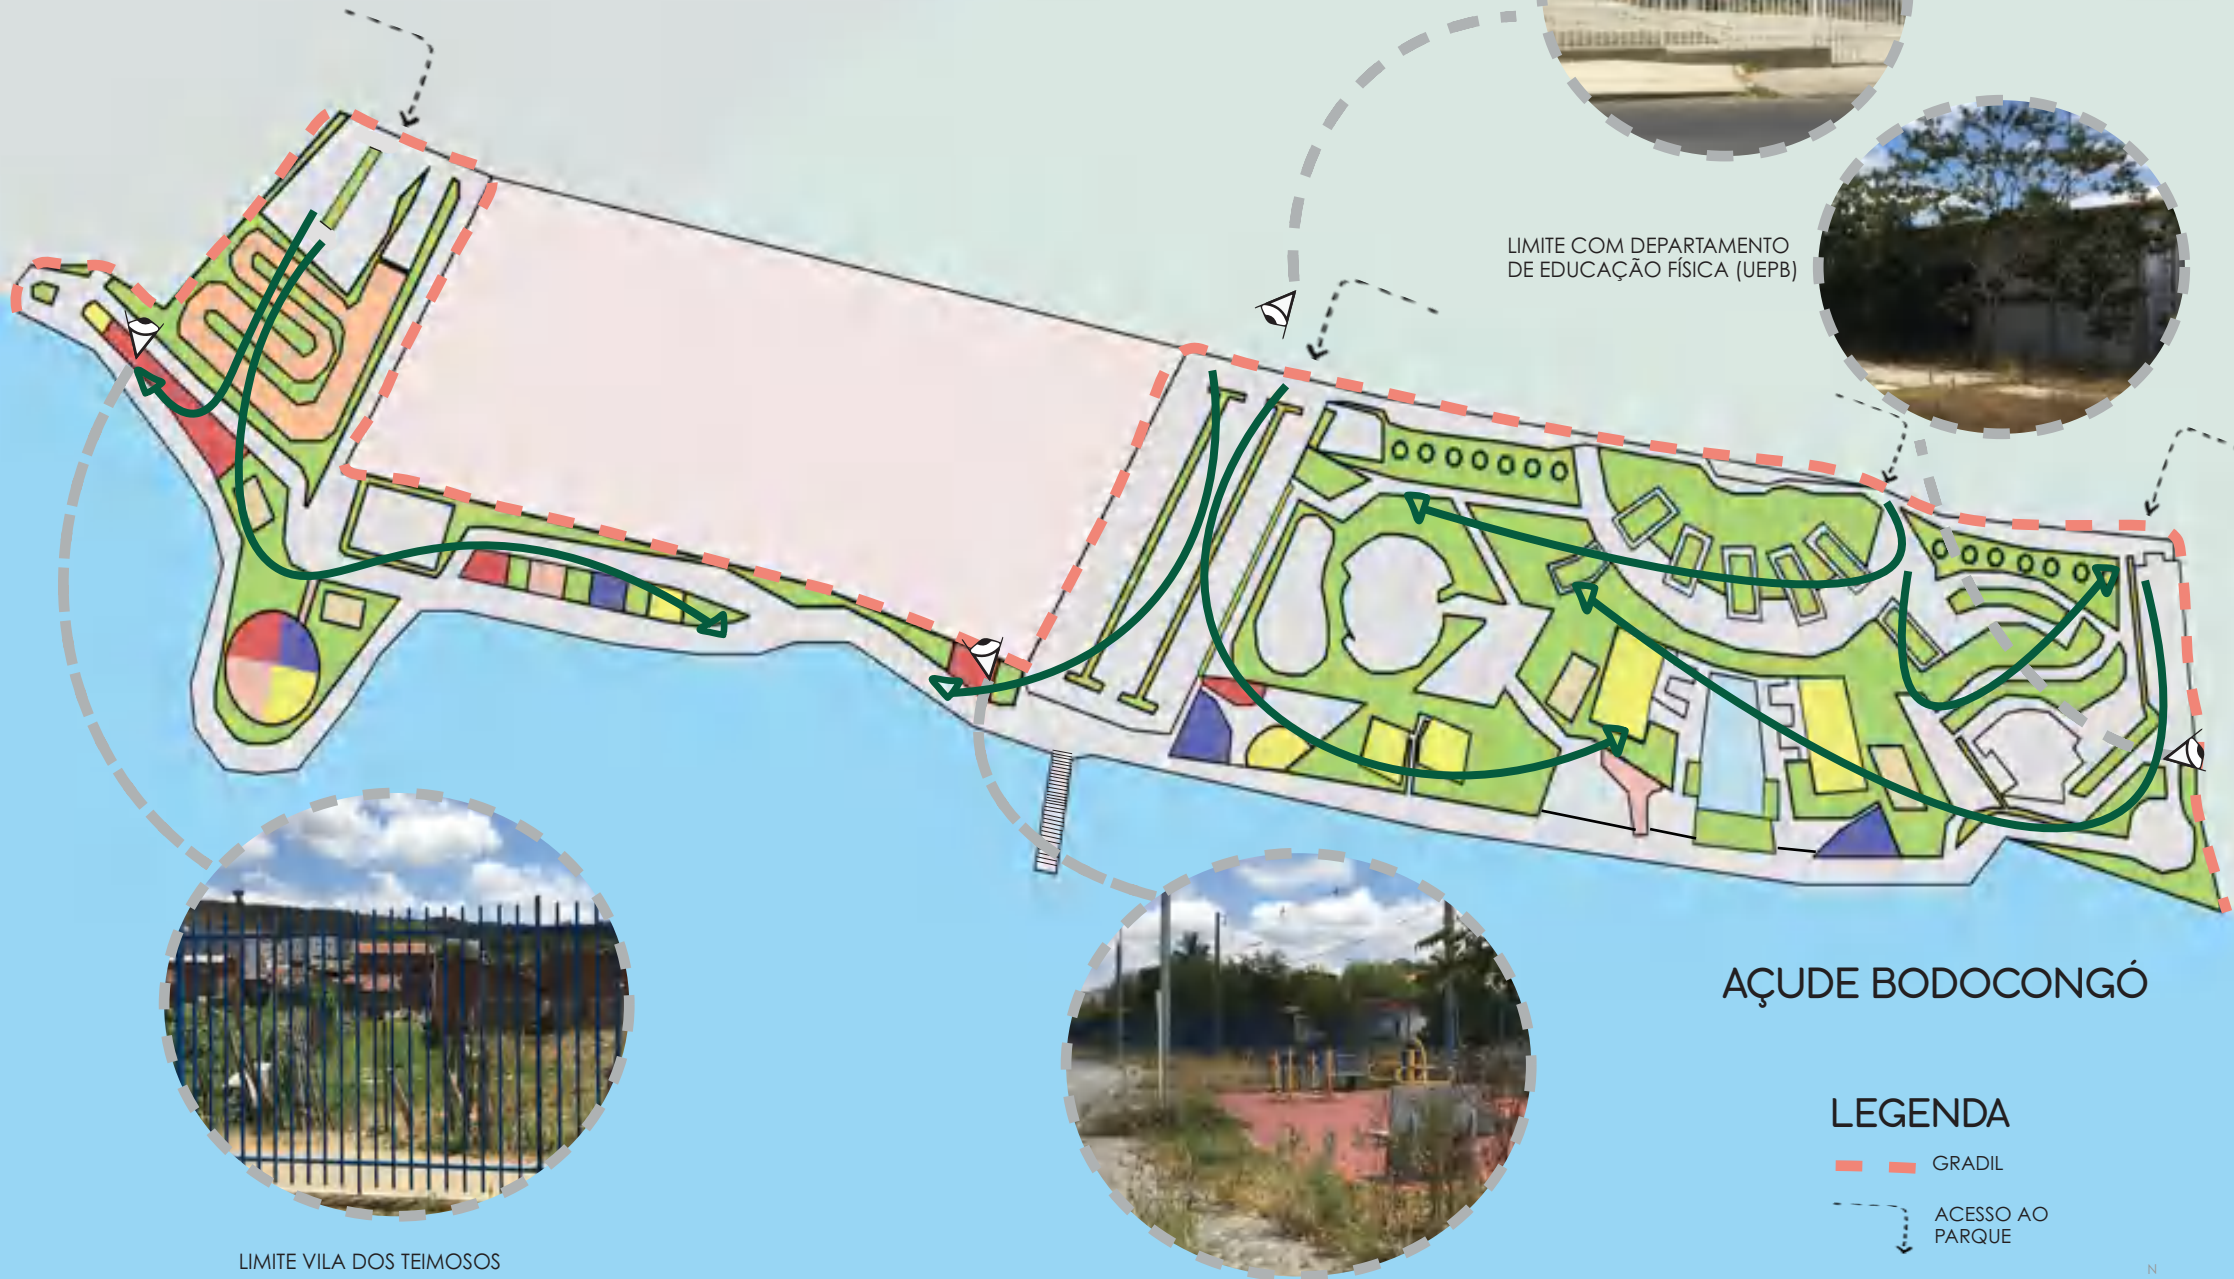 LIMITE COM DEPARTAMENTO
DE EDUCAÇÃO FÍSICA (UEPB)
AÇUDE BODOCONGÓ
LEGENDA
GRADIL
ACESSO AO
PARQUE
LIMITE VILA DOS TEIMOSOS
N